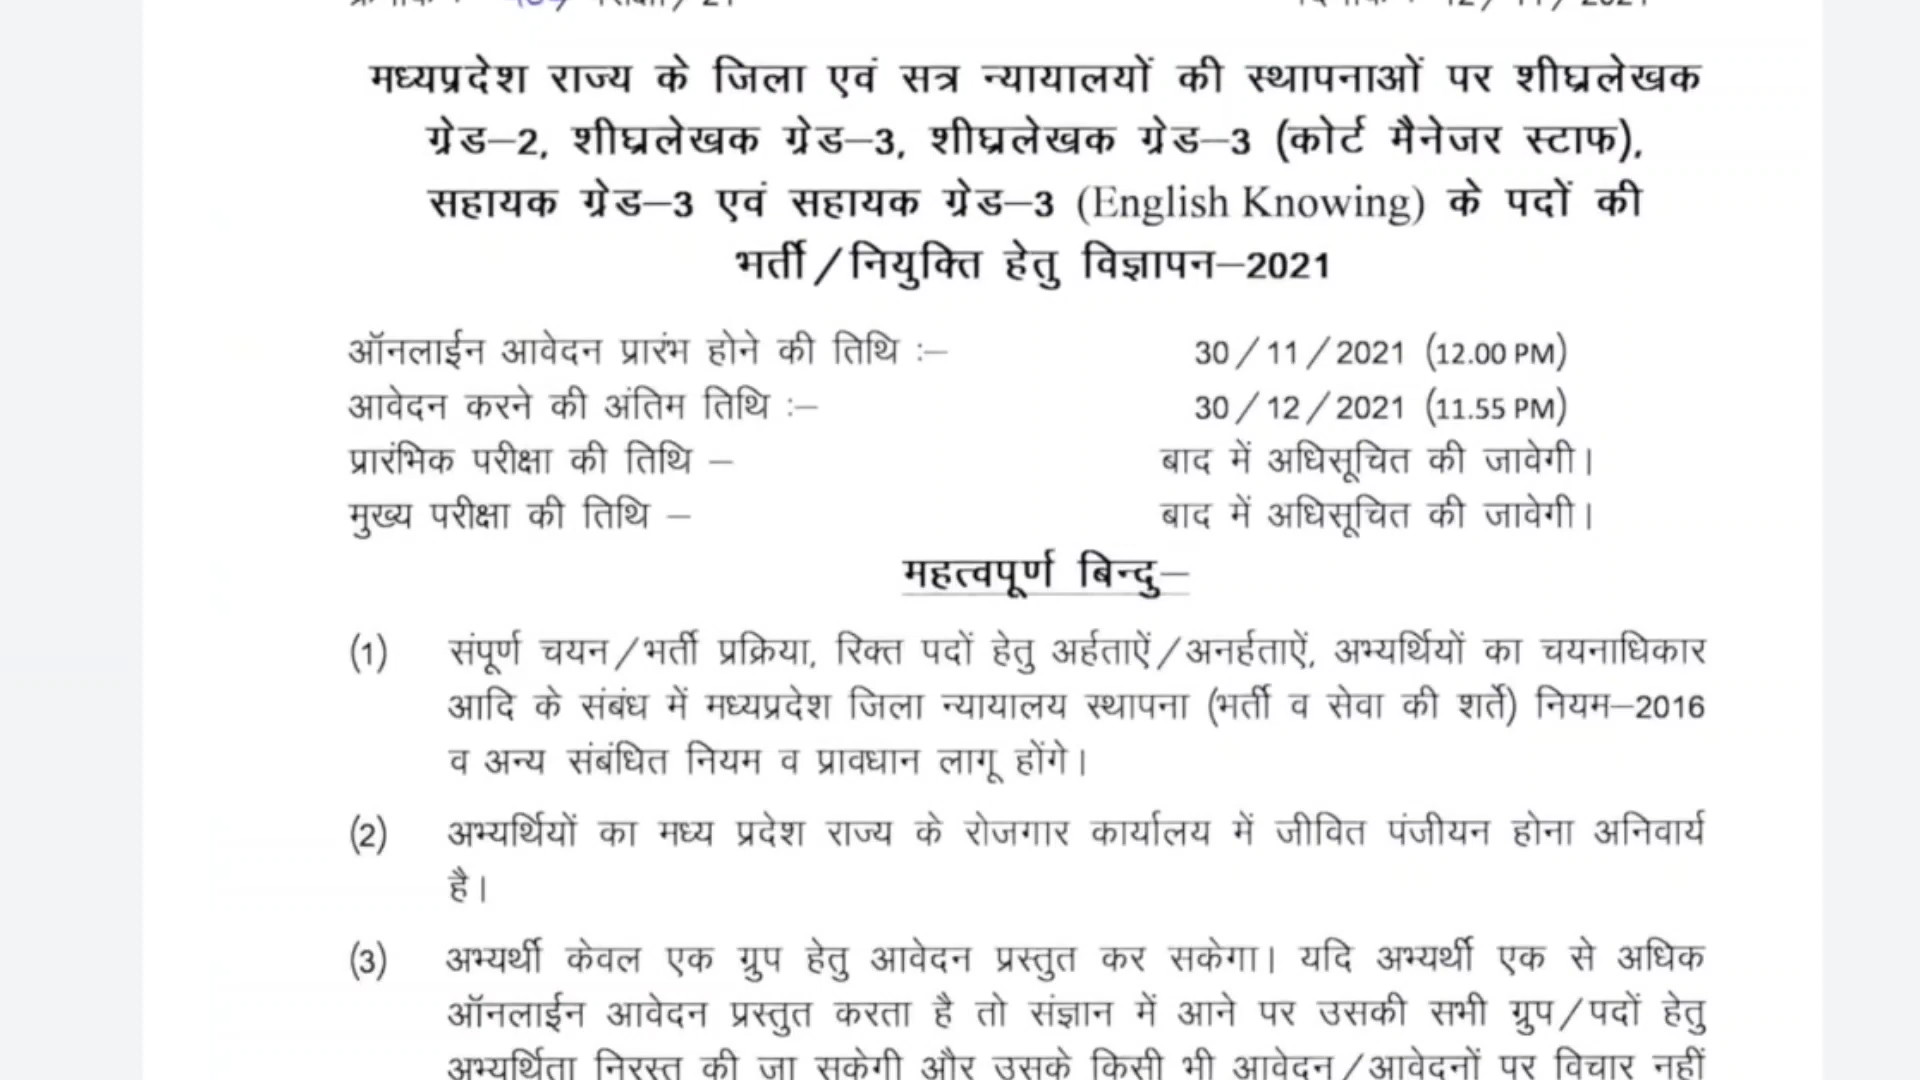 मध्यप्रदेश राज्य के जिला एवं सत्र न्यायालयों की स्थापनाओं पर शीघ्रलेखक
ग्रेड–2, शीघ्रलेखक ग्रेड–3, शीघ्रलेखक ग्रेड–3 (कोर्ट मैनेजर स्टाफ),
सहायक ग्रेड–3 एवं सहायक ग्रेड–3 (English Knowing) के पदों की
भर्ती/नियुक्ति हेतु विज्ञापन–2021
ऑनलाईन आवेदन प्रारंभ होने की तिथि :– 30/11/2021 (12.00 PM)
आवेदन करने की अंतिम तिथि :– 30/12/2021 (11.55 PM)
प्रारंभिक परीक्षा की तिथि – बाद में अधिसूचित की जावेगी।
मुख्य परीक्षा की तिथि – बाद में अधिसूचित की जावेगी।
महत्वपूर्ण बिन्दु–
(1) संपूर्ण चयन/भर्ती प्रक्रिया, रिक्त पदों हेतु अर्हताऐं/अनर्हताऐं, अभ्यर्थियों का चयनाधिकार
आदि के संबंध में मध्यप्रदेश जिला न्यायालय स्थापना (भर्ती व सेवा की शर्ते) नियम–2016
व अन्य संबंधित नियम व प्रावधान लागू होंगे।
(2) अभ्यर्थियों का मध्य प्रदेश राज्य के रोजगार कार्यालय में जीवित पंजीयन होना अनिवार्य
है।
(3) अभ्यर्थी केवल एक ग्रुप हेतु आवेदन प्रस्तुत कर सकेगा। यदि अभ्यर्थी एक से अधिक
ऑनलाईन आवेदन प्रस्तुत करता है तो संज्ञान में आने पर उसकी सभी ग्रुप/पदों हेतु
अभ्यर्थिता निरस्त की जा सकेगी और उसके किसी भी आवेदन/आवेदनों पर विचार नहीं